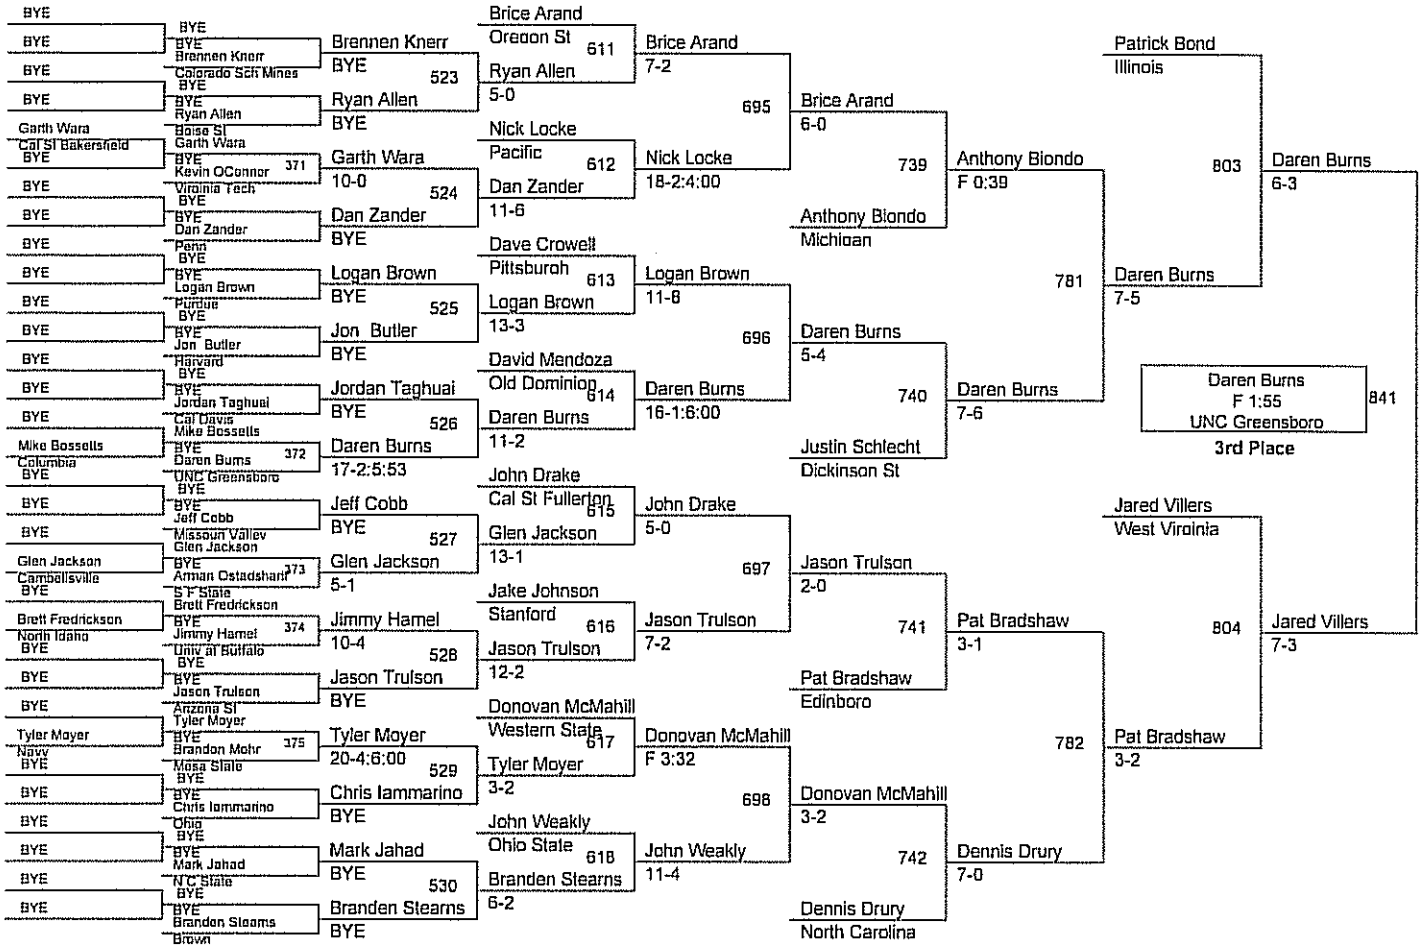 BYE
BYE
BYE
BYE
Garth Wara
Cal St Bakersfield
BYE
BYE
BYE
BYE
BYE
BYE
BYE
BYE
BYE
BYE
Mike Bossells
Columbia
BYE
BYE
BYE
Glen Jackson
Cambellsville
BYE
Brett Fredrickson
North Idaho
BYE
BYE
BYE
Tyler Moyer
Navy
BYE
BYE
BYE
BYE
BYE
BYE
BYE
BYE
BYE
Brennen Knerr
Colorado Sch Mines
BYE
BYE
Ryan Allen
Boise St
Garth Wara
BYE
371
Kevin OConnor
Virginia Tech
BYE
BYE
Dan Zander
Penn
BYE
BYE
Logan Brown
Purdue
BYE
BYE
Jon Butler
Harvard
BYE
BYE
Jordan Taghuai
Cal Davis
Mike Bossells
BYE
372
Daren Burns
UNC Greensboro
BYE
BYE
Jeff Cobb
Missouri Valley
Glen Jackson
BYE
373
Arman Ostadshari
S F State
Brett Fredrickson
BYE
374
Jimmy Hamel
Univ at Buffalo
BYE
BYE
Jason Trulson
Arizona St
Tyler Moyer
BYE
375
Brandon Mohr
Mesa State
BYE
BYE
Chris Iammarino
Ohio
BYE
BYE
Mark Jahad
N C State
BYE
BYE
Branden Stearns
Brown
Brennen Knerr
BYE
523
Ryan Allen
BYE
Garth Wara
10-0
524
Dan Zander
BYE
Logan Brown
BYE
525
Jon Butler
BYE
Jordan Taghuai
BYE
526
Daren Burns
17-2:5:53
Jeff Cobb
BYE
527
Glen Jackson
5-1
Jimmy Hamel
10-4
528
Jason Trulson
BYE
Tyler Moyer
20-4:6:00
529
Chris Iammarino
BYE
Mark Jahad
BYE
530
Branden Stearns
BYE
Brice Arand
Oregon St
611
Ryan Allen
5-0
Nick Locke
Pacific
612
Dan Zander
11-6
Dave Crowell
Pittsburgh
613
Logan Brown
13-3
David Mendoza
Old Dominion
614
Daren Burns
11-2
John Drake
Cal St Fullerton
615
Glen Jackson
13-1
Jake Johnson
Stanford
616
Jason Trulson
12-2
Donovan McMahill
Western State
617
Tyler Moyer
3-2
John Weakly
Ohio State
618
Branden Stearns
6-2
Brice Arand
7-2
695
Nick Locke
18-2:4:00
Logan Brown
11-8
696
Daren Burns
16-1:6:00
John Drake
5-0
697
Jason Trulson
7-2
Donovan McMahill
F 3:32
698
John Weakly
11-4
Brice Arand
6-0
739
Anthony Biondo
Michigan
Daren Burns
5-4
740
Justin Schlecht
Dickinson St
Jason Trulson
2-0
741
Pat Bradshaw
Edinboro
Donovan McMahill
3-2
742
Dennis Drury
North Carolina
Anthony Biondo
F 0:39
781
Daren Burns
7-6
Pat Bradshaw
3-1
782
Dennis Drury
7-0
Patrick Bond
Illinois
803
Daren Burns
7-5
Jared Villers
West Virginia
804
Pat Bradshaw
3-2
Daren Burns
6-3
Daren Burns
F 1:55
UNC Greensboro
841
3rd Place
Jared Villers
7-3